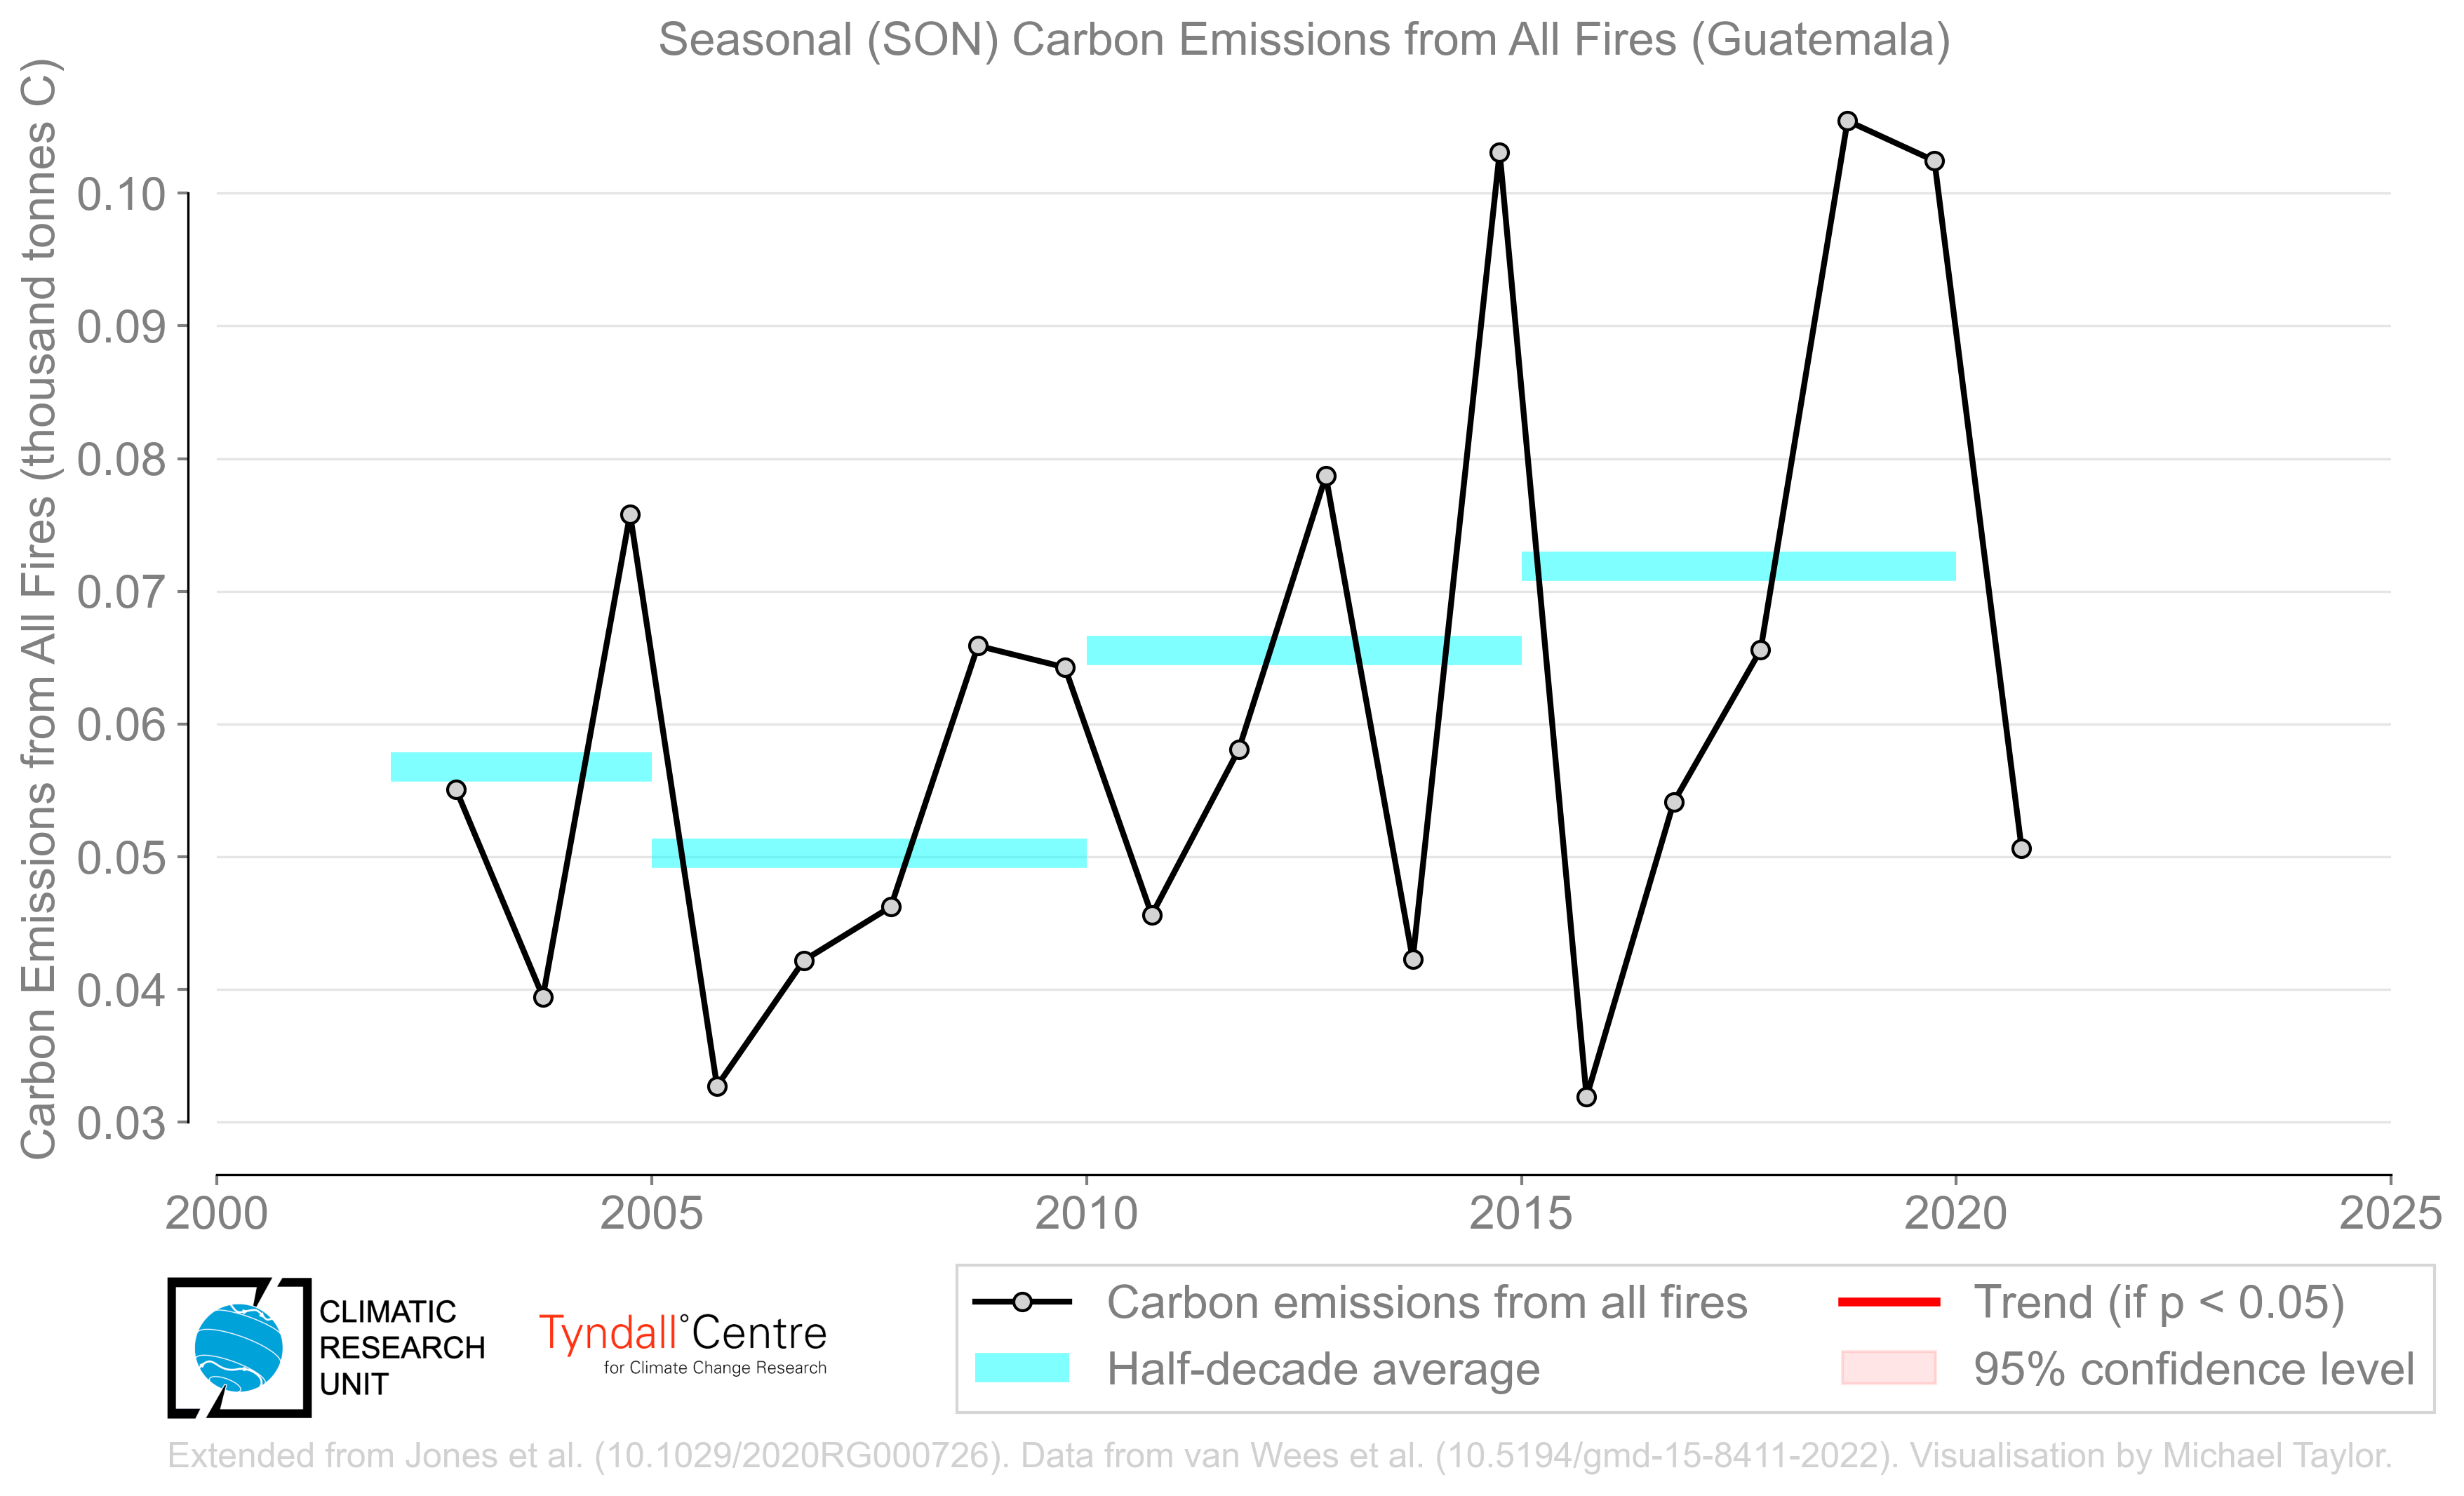 Seasonal (SON) Carbon Emissions from All Fires (Guatemala)
Carbon Emissions from All Fires (thousand tonnes C)
0.10
0.09
0.08
0.07
0.06
0.05
0.04
0.03
2000 2005 2010 2015 2020 2025
CLIMATIC
RESEARCH
UNIT
Tyndall°Centre
for Climate Change Research
Carbon emissions from all fires
Half-decade average
Trend (if p < 0.05)
95% confidence level
Extended from Jones et al. (10.1029/2020RG000726). Data from van Wees et al. (10.5194/gmd-15-8411-2022). Visualisation by Michael Taylor.